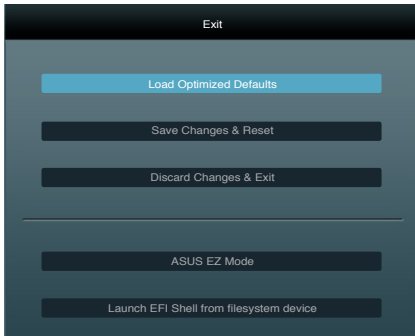 Exit
Load Optimized Defaults
Save Changes & Reset
Discard Changes & Exit
ASUS EZ Mode
Launch EFI Shell from filesystem device